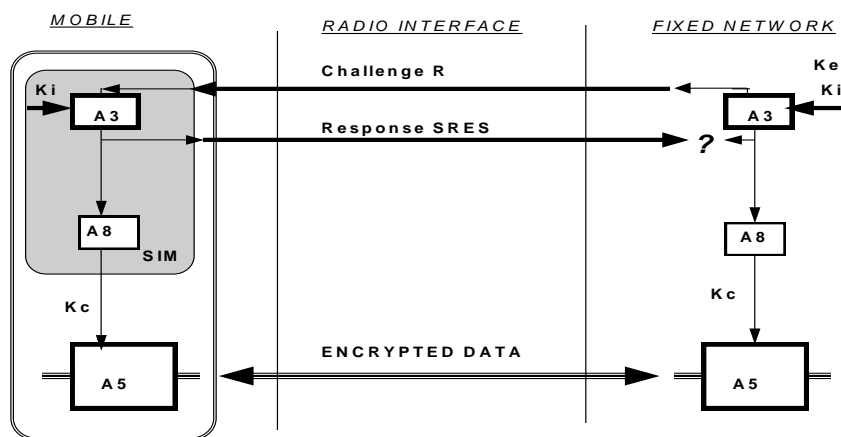 MOBILE
RADIO INTERFACE
FIXED NETWORK
Challenge R
Ke
Ki
Ki
A3
A3
Response SRES
?
A8
SIM
A8
Kc
Kc
ENCRYPTED DATA
A5
A5